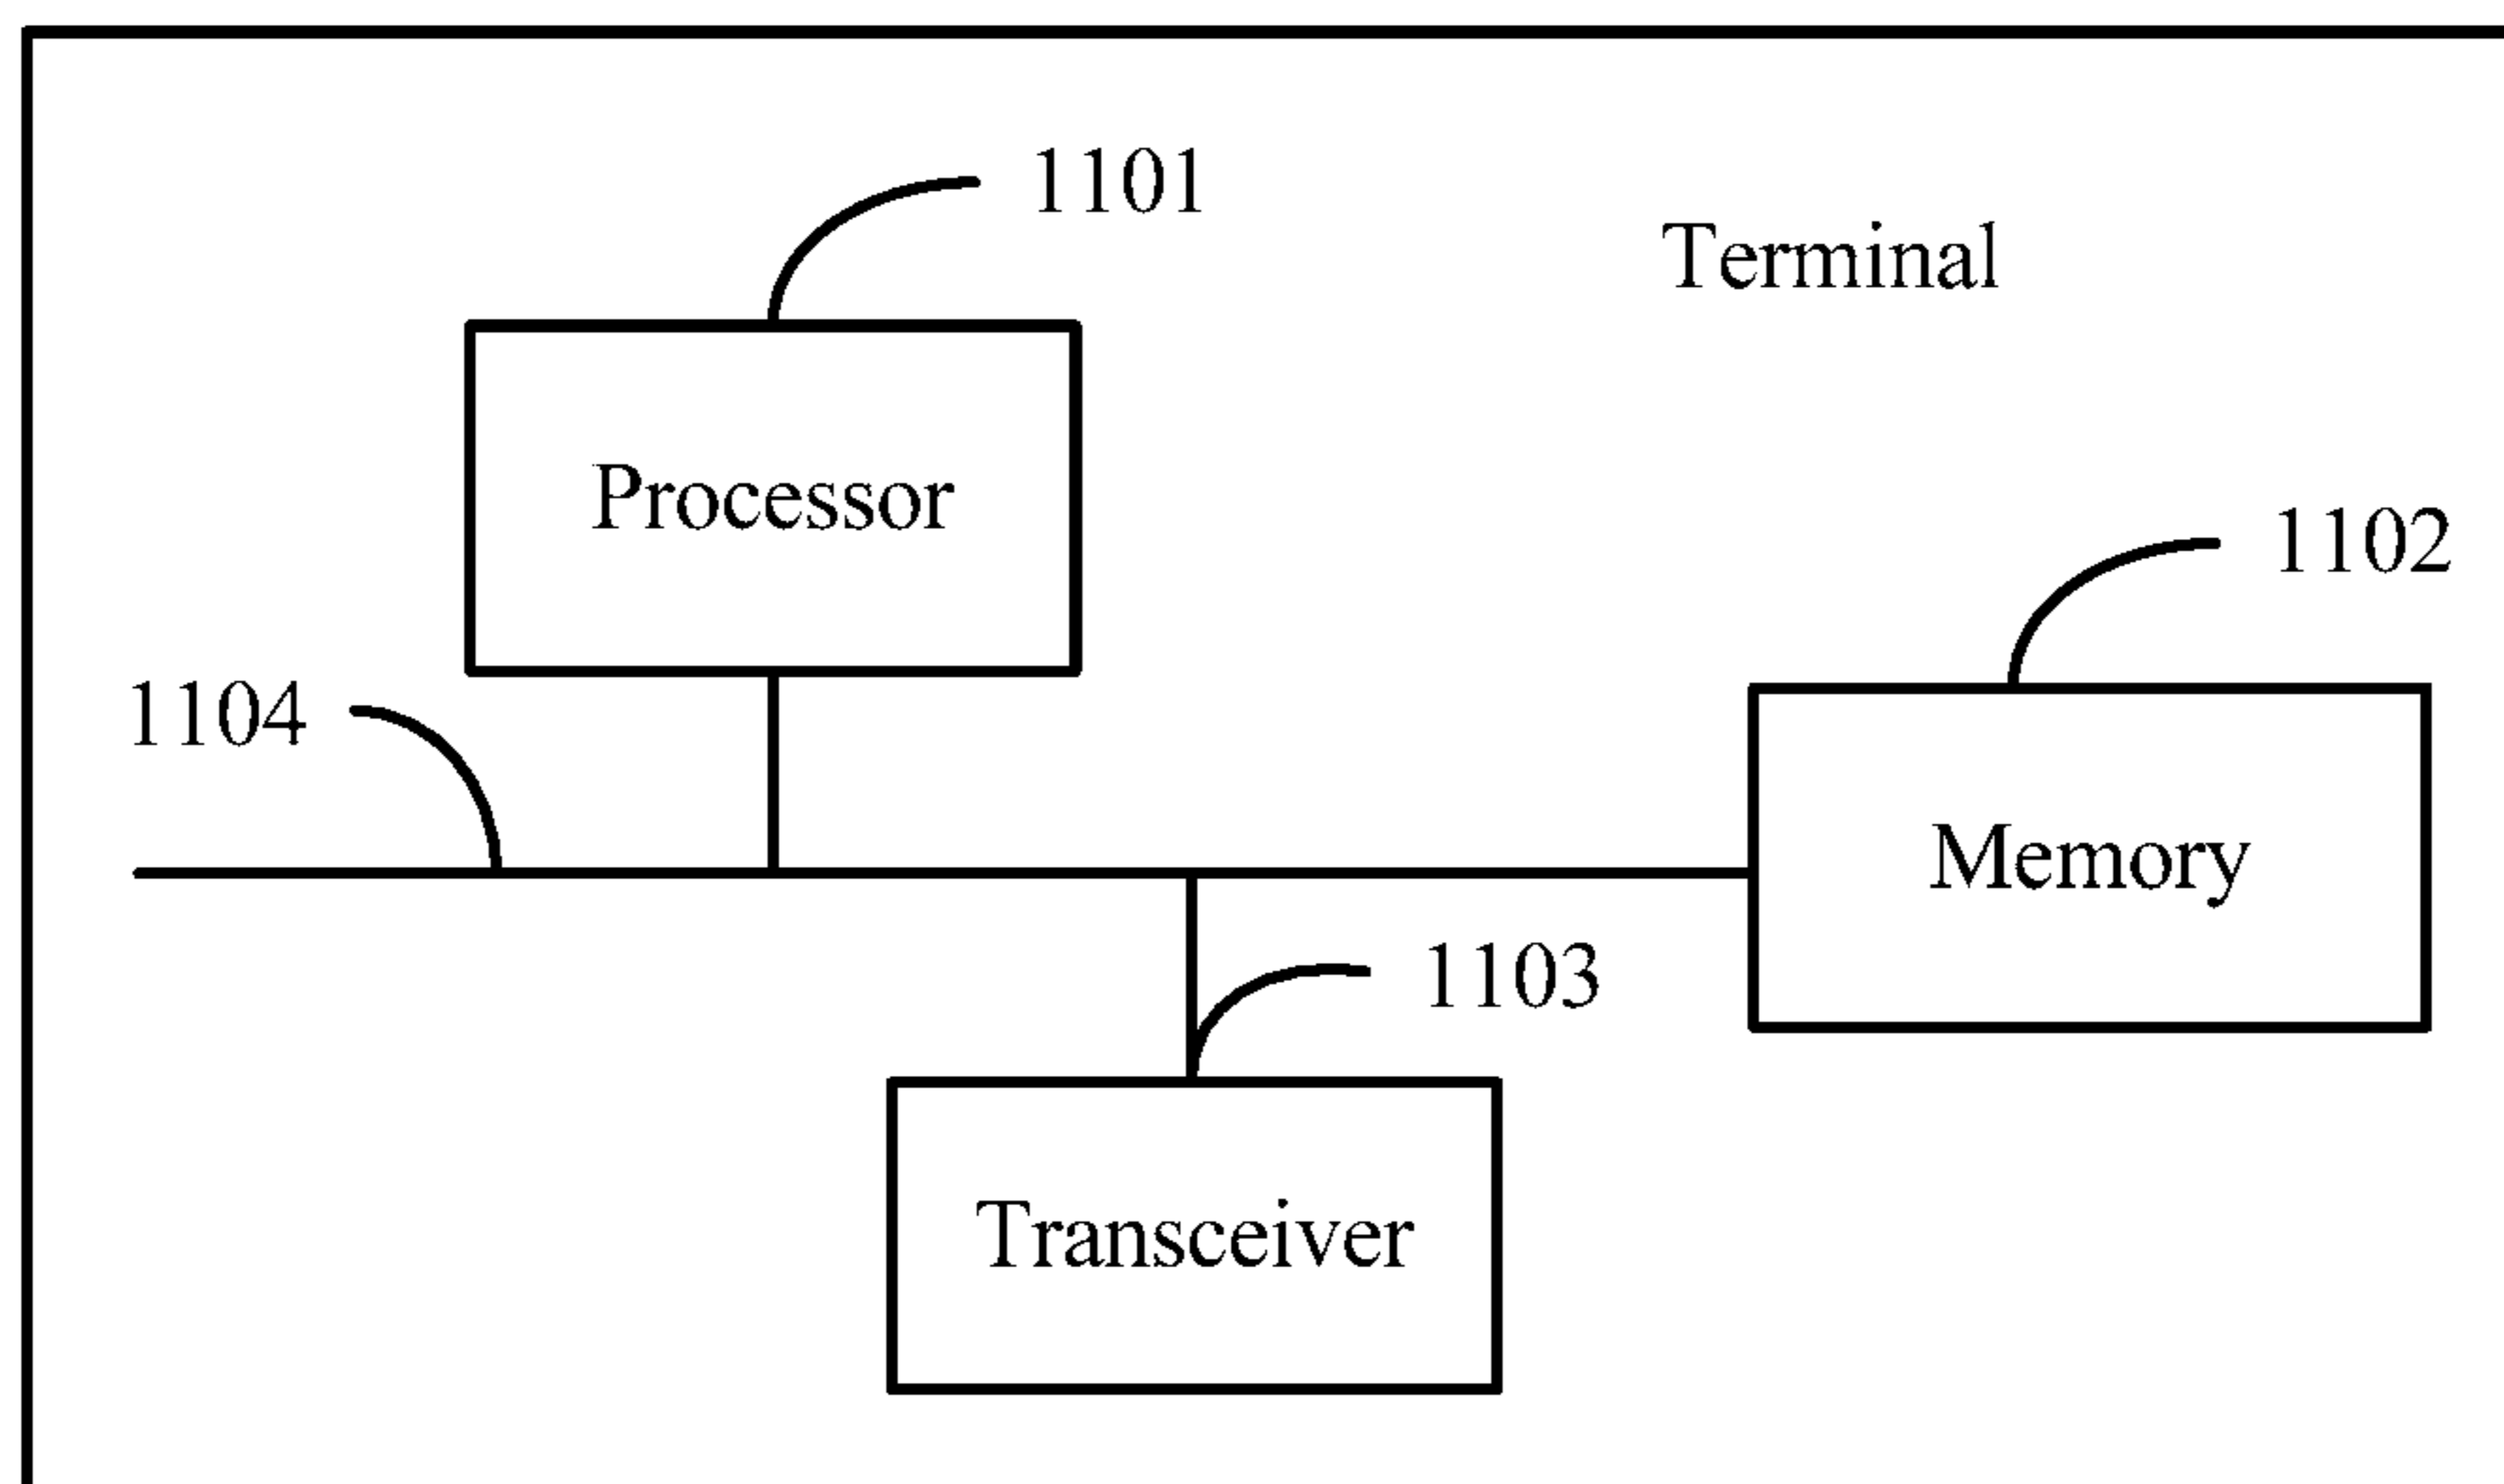 1101
Terminal
Processor
1102
1104
Memory
1103
Transceiver